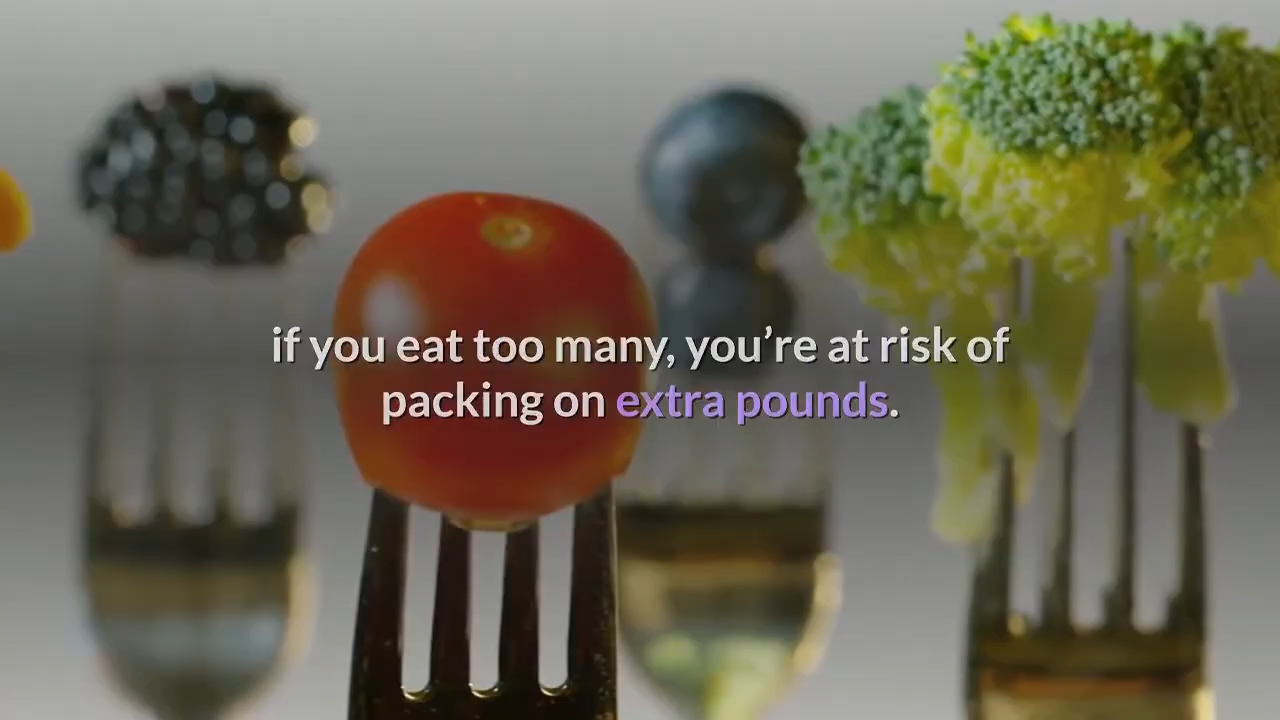 if you eat too many, you’re at risk of
packing on extra pounds.